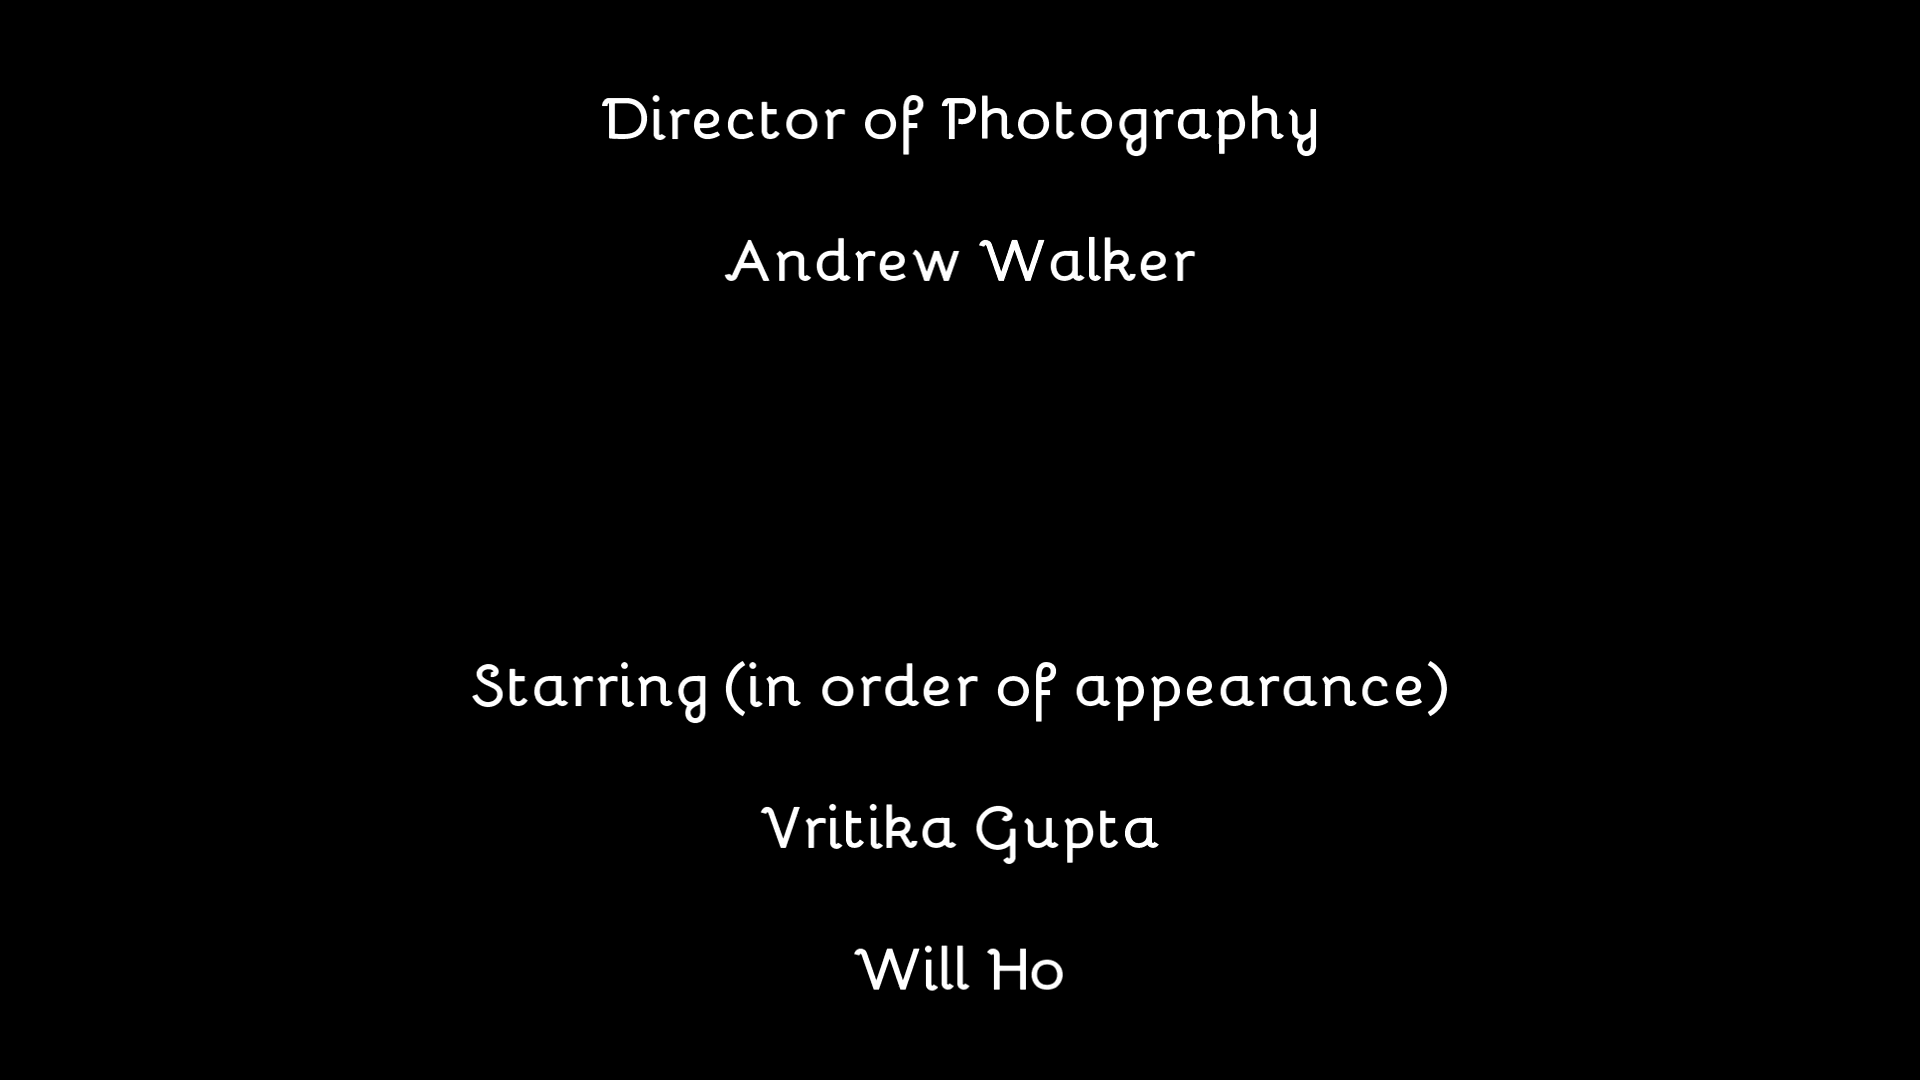 Director of Photography
Andrew Walker
Starring (in order of appearance)
Vritika Gupta
Will Ho